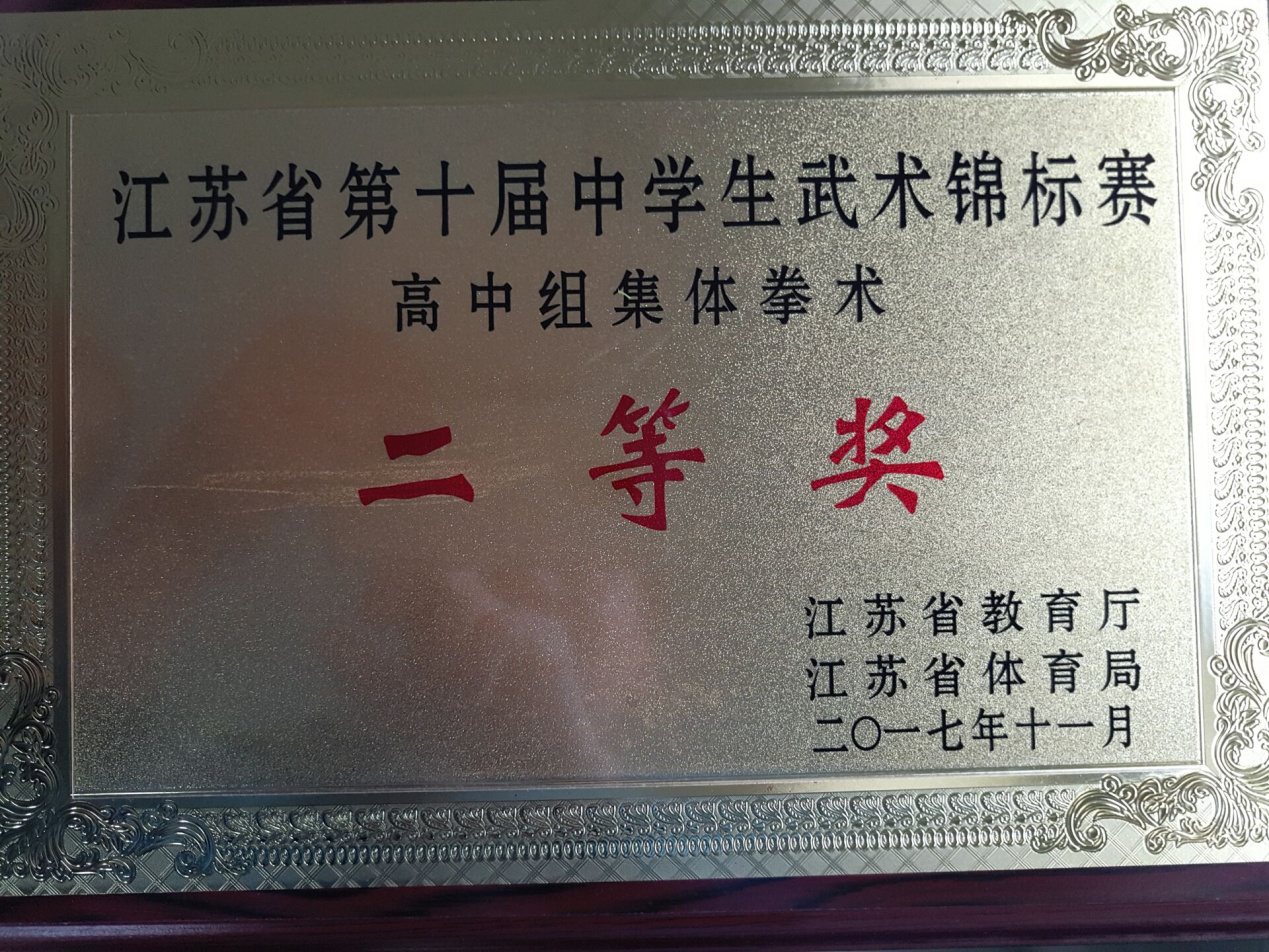 江苏省第十届中学生武术锦标赛
高中组集体拳术
二等奖
江苏省教育厅
江苏省体育局
二〇一七年十一月